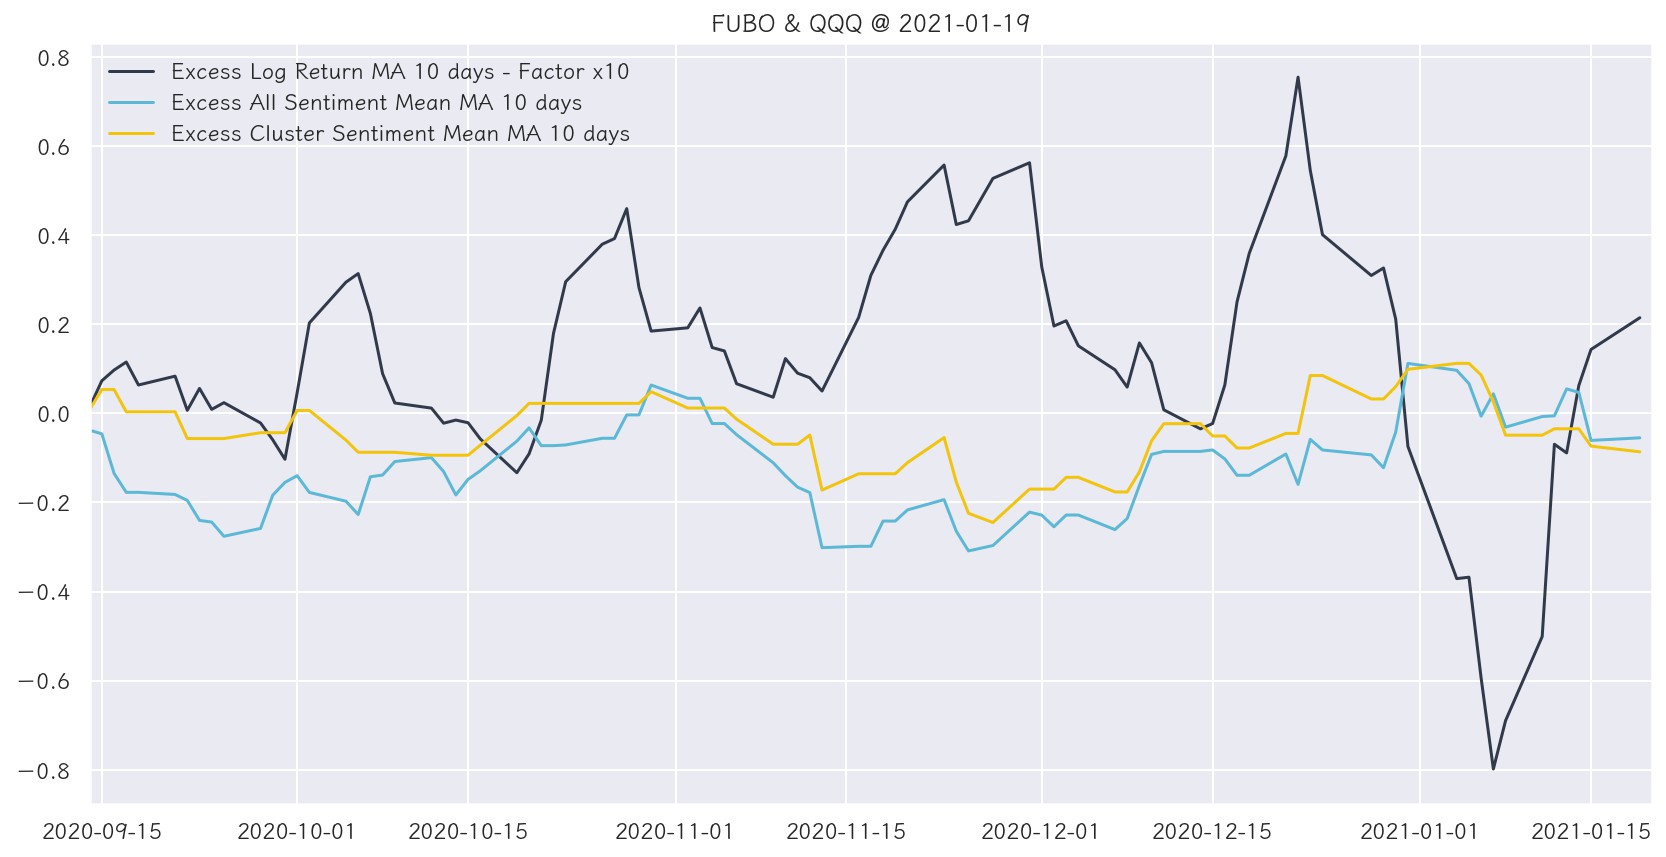 FUBO & QQQ @ 2021-01-19
Excess Log Return MA 10 days - Factor x10
Excess All Sentiment Mean MA 10 days
Excess Cluster Sentiment Mean MA 10 days
0.8
0.6
0.4
0.2
0.0
−0.2
−0.4
−0.6
−0.8
2020-09-15 2020-10-01 2020-10-15 2020-11-01 2020-11-15 2020-12-01 2020-12-15 2021-01-01 2021-01-15